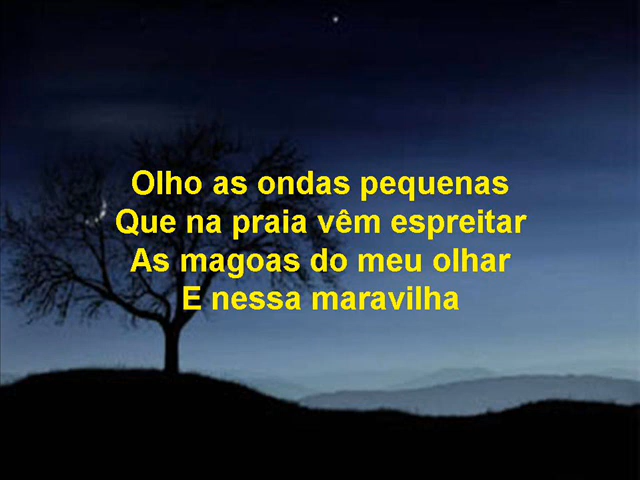 Olho as ondas pequenas
Que na praia vêm espreitar
As magoas do meu olhar
E nessa maravilha